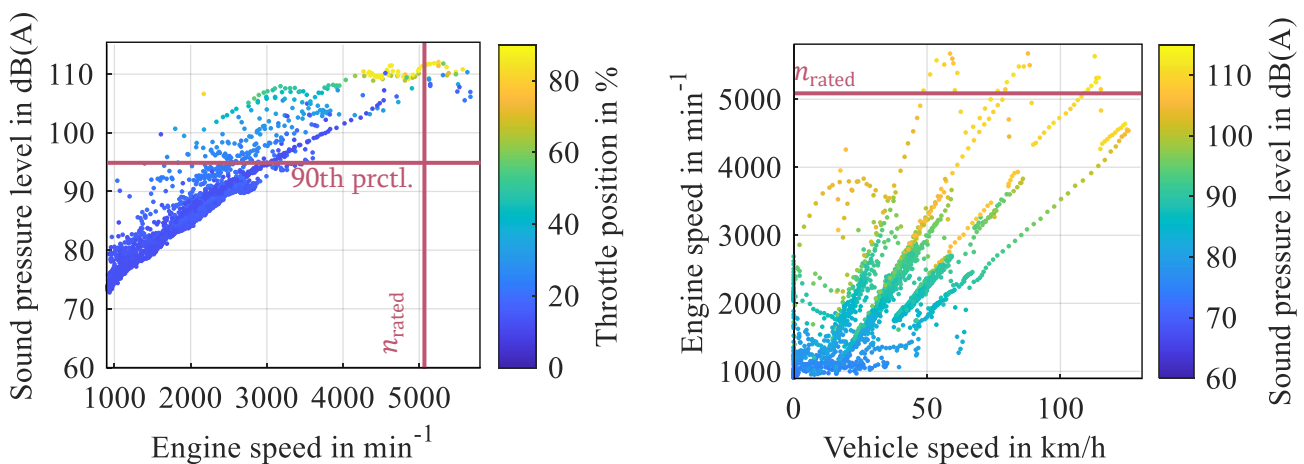 Sound pressure level in dB(A)
110
100
90
80
70
60
90th prctl.
n_rated
1000 2000 3000 4000 5000
Engine speed in min⁻¹
80
60
40
20
0
Throttle position in %
Engine speed in min⁻¹
5000
4000
3000
2000
1000
n_rated
0 50 100
Vehicle speed in km/h
110
100
90
80
70
60
Sound pressure level in dB(A)